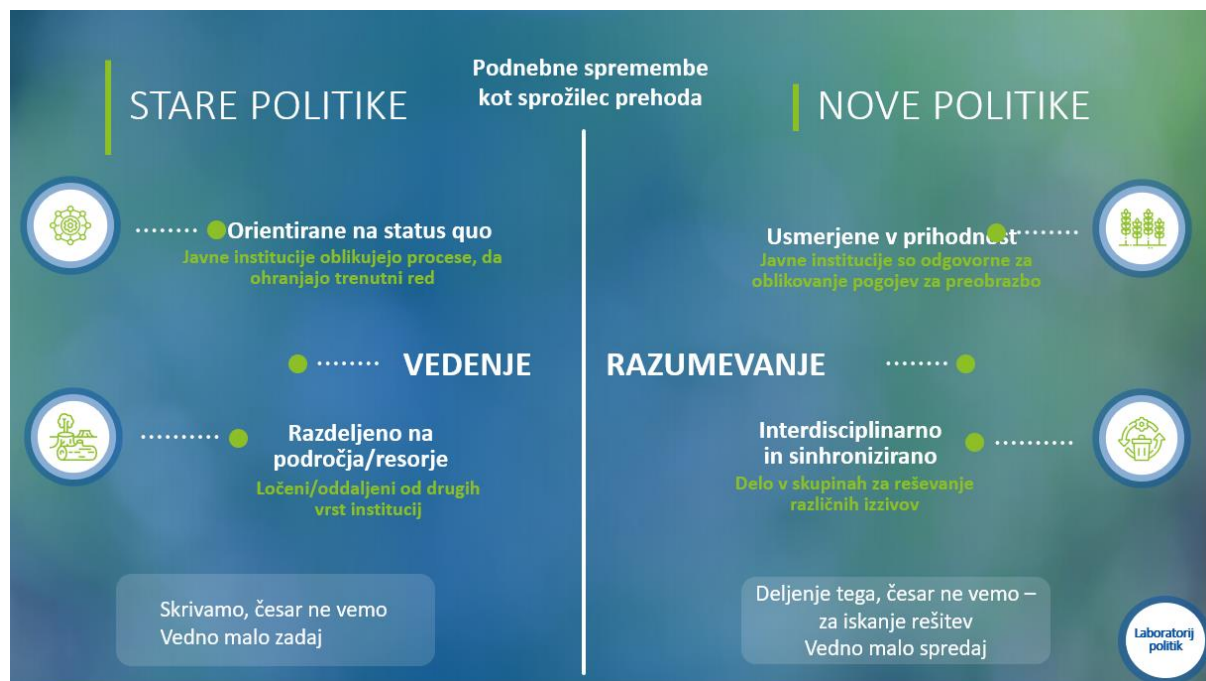 Podnebne spremembe
kot sprožilec prehoda
STARE POLITIKE
Orientirane na status quo
Javne institucije oblikujejo procese, da
ohranjajo trenutni red
VEDENJE
Razdeljeno na
področja/resorje
Ločeni/oddaljeni od drugih
vrst institucij
Skrivamo, česar ne vemo
Vedno malo zadaj
NOVE POLITIKE
Usmerjene v prihodnost
Javne institucije so odgovorne za
oblikovanje pogojev za preobrazbo
RAZUMEVANJE
Interdisciplinarno
in sinhronizirano
Delo v skupinah za reševanje
različnih izzivov
Deljenje tega, česar ne vemo –
za iskanje rešitev
Vedno malo spredaj
Laboratorij
politik